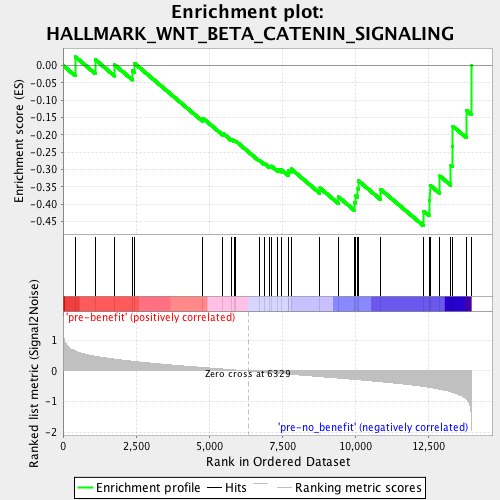 Enrichment plot:
HALLMARK_WNT_BETA_CATENIN_SIGNALING
Enrichment score (ES)
0.00
-0.05
-0.10
-0.15
-0.20
-0.25
-0.30
-0.35
-0.40
-0.45
'pre-benefit' (positively correlated)
Ranked list metric (Signal2Noise)
1
0
-1
-2
Zero cross at 6329
'pre-no_benefit' (negatively correlated)
0
2,500
5,000
7,500
10,000
12,500
Rank in Ordered Dataset
Enrichment profile
Hits
Ranking metric scores